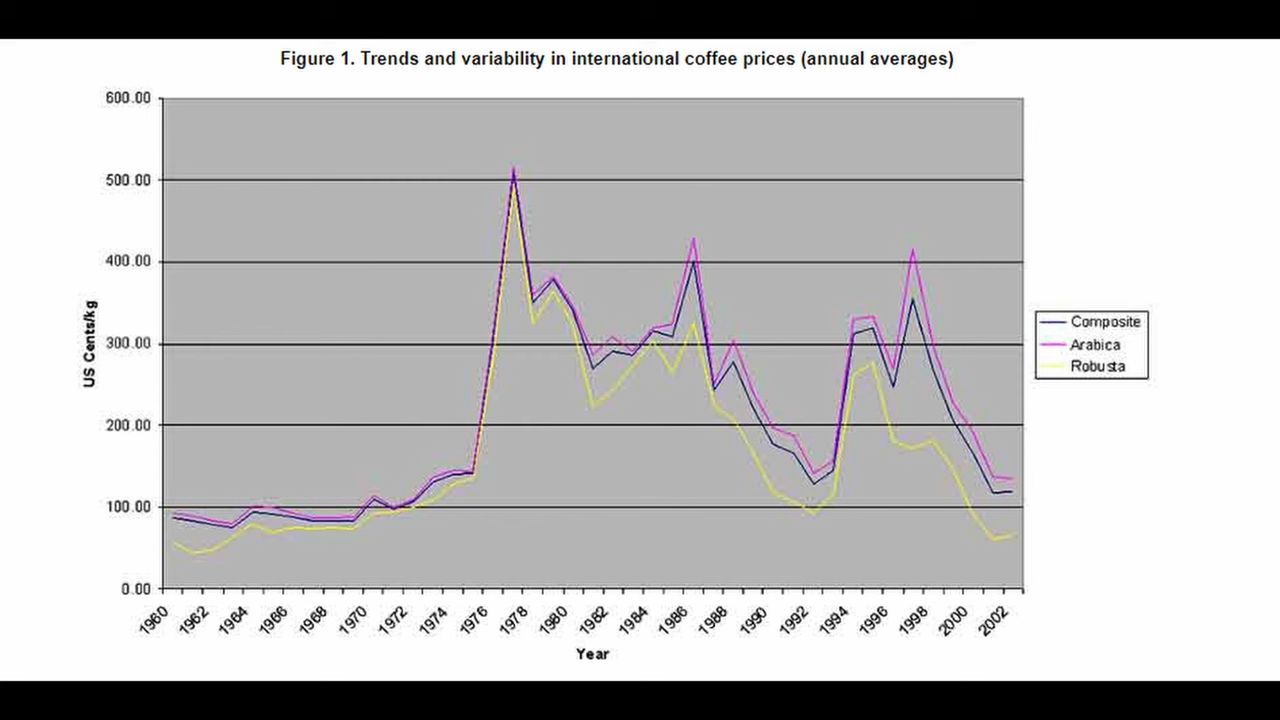 Figure 1. Trends and variability in international coffee prices (annual averages)
600.00
500.00
400.00
300.00
200.00
100.00
0.00
US Cents/kg
1960 1962 1964 1966 1968 1970 1972 1974 1976 1978 1980 1982 1984 1986 1988 1990 1992 1994 1996 1998 2000 2002
Year
Composite
Arabica
Robusta